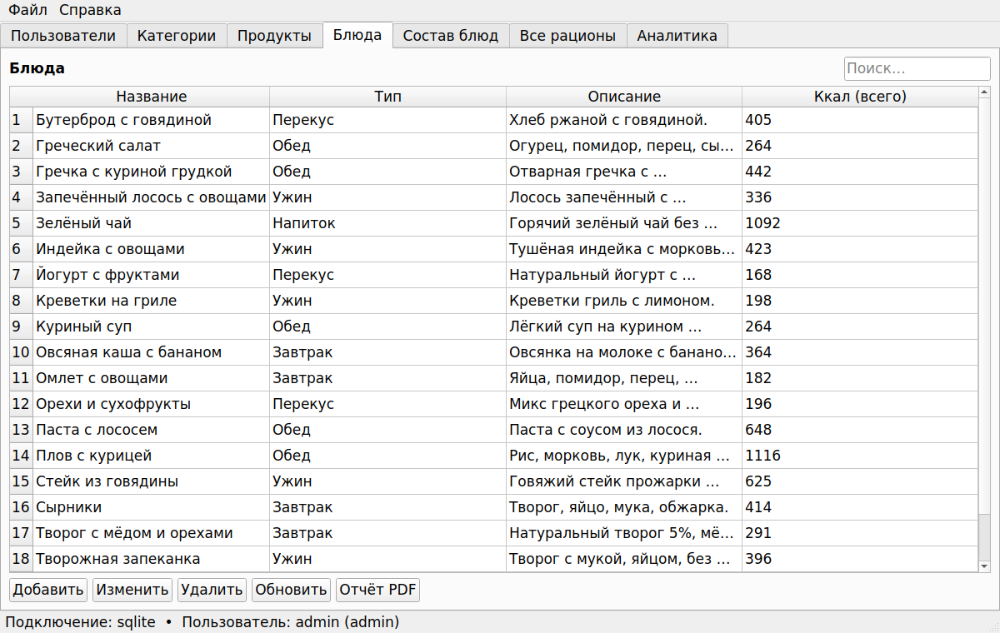 Файл Справка
Пользователи Категории Продукты Блюда Состав блюд Все рационы Аналитика
Блюда Поиск...
Название Тип Описание Ккал (всего)
1 Бутерброд с говядиной Перекус Хлеб ржаной с говядиной. 405
2 Греческий салат Обед Огурец, помидор, перец, сы... 264
3 Гречка с куриной грудкой Обед Отварная гречка с ... 442
4 Запечённый лосось с овощами Ужин Лосось запечённый с ... 336
5 Зелёный чай Напиток Горячий зелёный чай без ... 1092
6 Индейка с овощами Ужин Тушёная индейка с морковь... 423
7 Йогурт с фруктами Перекус Натуральный йогурт с ... 168
8 Креветки на гриле Ужин Креветки гриль с лимоном. 198
9 Куриный суп Обед Лёгкий суп на курином ... 264
10 Овсяная каша с бананом Завтрак Овсянка на молоке с банано... 364
11 Омлет с овощами Завтрак Яйца, помидор, перец, ... 182
12 Орехи и сухофрукты Перекус Микс грецкого ореха и ... 196
13 Паста с лососем Обед Паста с соусом из лосося. 648
14 Плов с курицей Обед Рис, морковь, лук, куриная ... 1116
15 Стейк из говядины Ужин Говяжий стейк прожарки ... 625
16 Сырники Завтрак Творог, яйцо, мука, обжарка. 414
17 Творог с мёдом и орехами Завтрак Натуральный творог 5%, мё... 291
18 Творожная запеканка Ужин Творог с мукой, яйцом, без ... 396
Добавить Изменить Удалить Обновить Отчёт PDF
Подключение: sqlite • Пользователь: admin (admin)